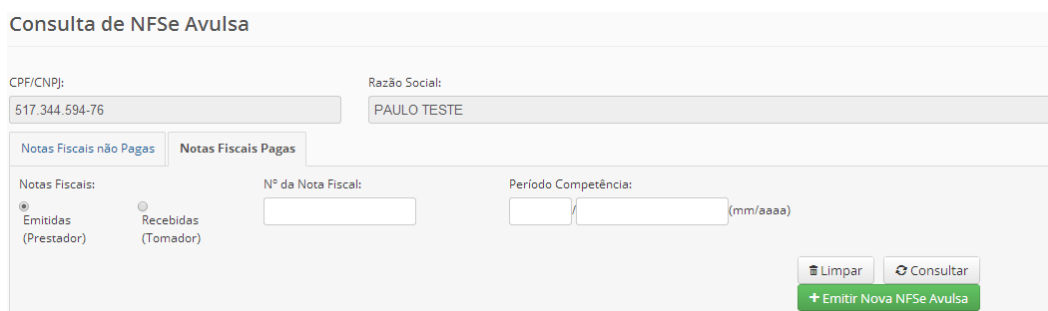 Consulta de NFSe Avulsa
CPF/CNPJ: Razão Social:
517.344.594-76 PAULO TESTE
Notas Fiscais não Pagas Notas Fiscais Pagas
Notas Fiscais: Nº da Nota Fiscal: Período Competência:
/ (mm/aaaa)
Emitidas Recebidas
(Prestador) (Tomador)
Limpar Consultar
+ Emitir Nova NFSe Avulsa